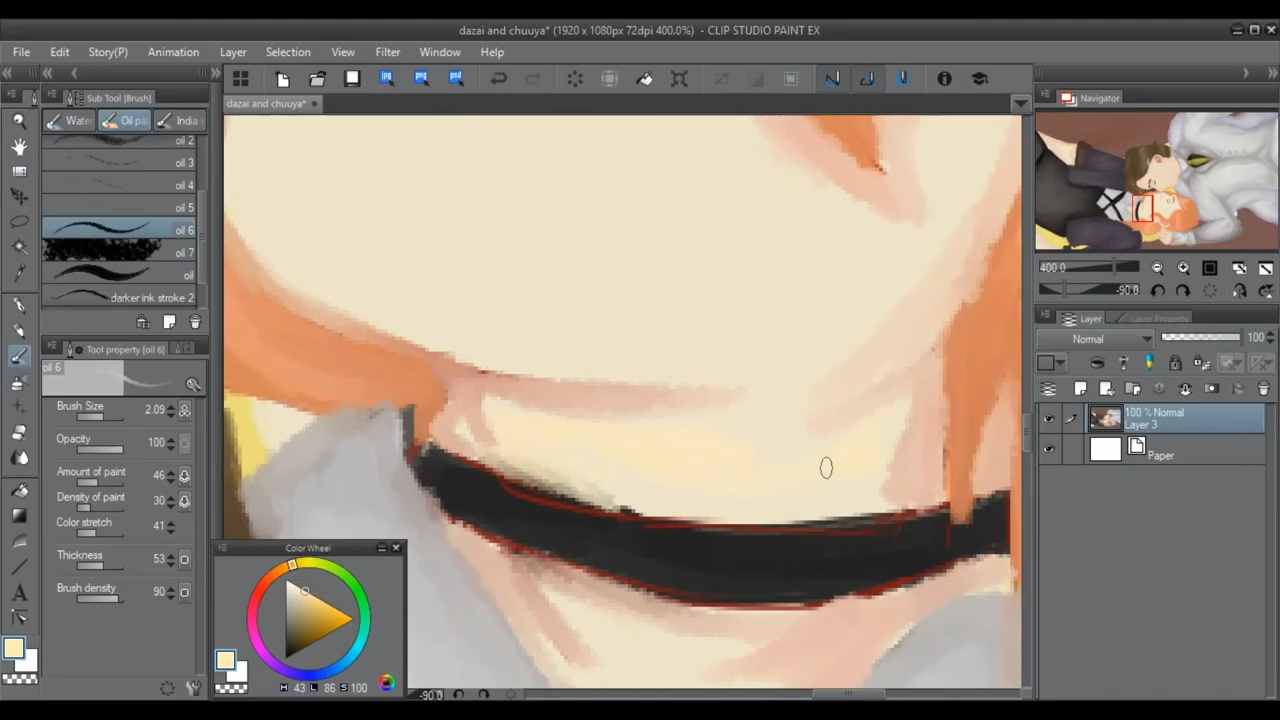 dazai and chuuya* (1920 x 1080px 72dpi 400.0%) - CLIP STUDIO PAINT EX
File Edit Story(P) Animation Layer Selection View Filter Window Help
jpg png psd
Sub Tool [Brush]
dazai and chuuya*
Navigator
Water Oil pa India
oil 2
oil 3
oil 4
oil 5
oil 6
oil 7
oil
darker ink stroke 2
400.0
-90.0
Layer Layer Property
Normal 100
Tool property [oil 6]
oil 6
Brush Size 2.09
Opacity 100
Amount of paint 46
Density of paint 30
Color stretch 41
Thickness 53
Brush density 90
100 % Normal
Layer 3
Paper
Color Wheel
H 43 L 86 S 100
-90.0